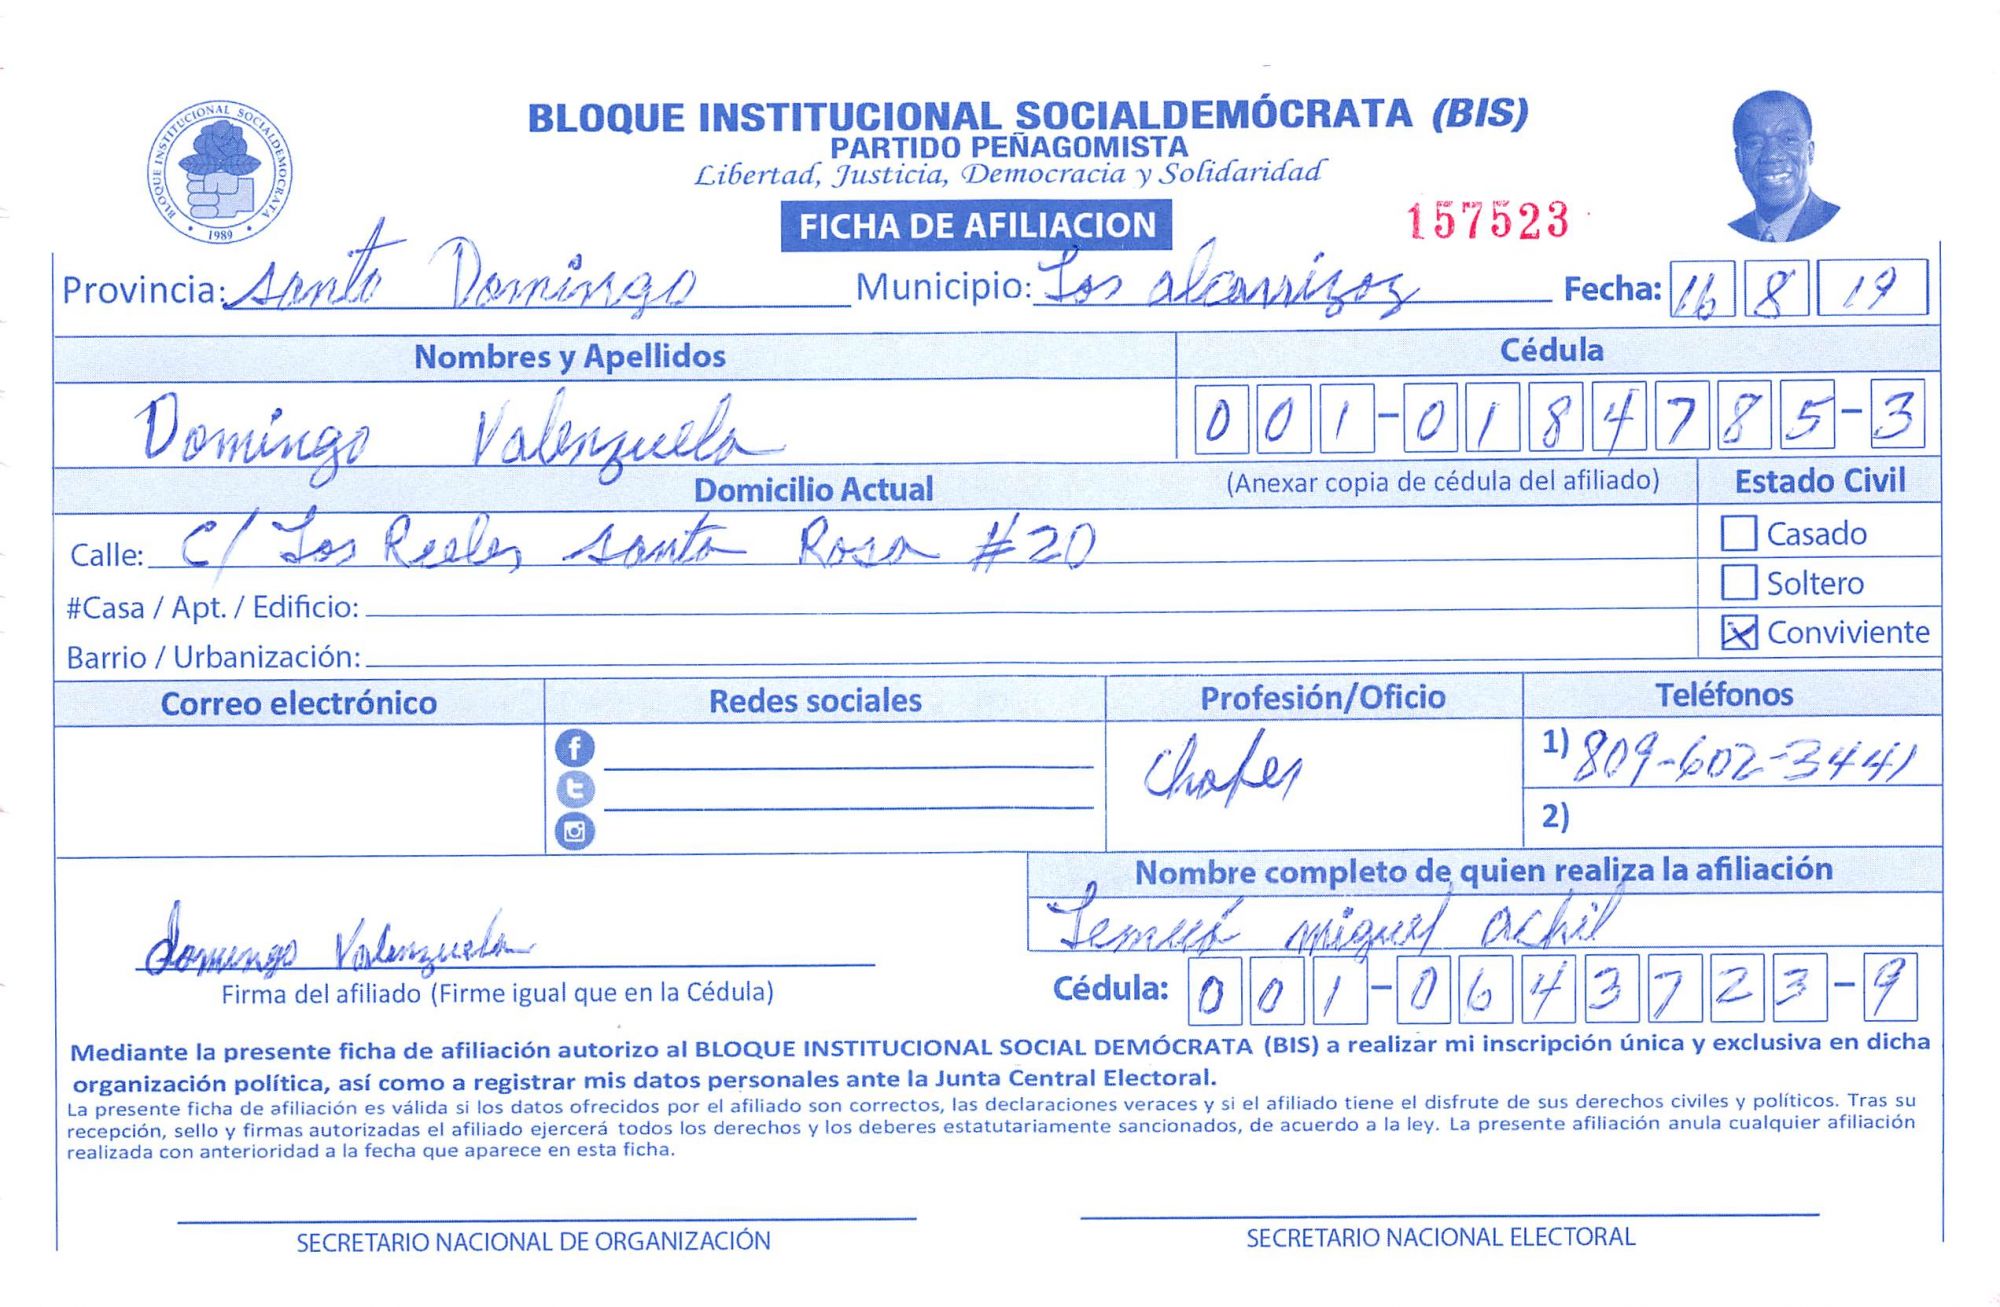 BLOQUE INSTITUCIONAL SOCIALDEMOCRATA
1989
BLOQUE INSTITUCIONAL SOCIALDEMÓCRATA (BIS)
PARTIDO PEÑAGOMISTA
Libertad, Justicia, Democracia y Solidaridad
FICHA DE AFILIACION
157523
Provincia: Santo Domingo Municipio: Los alcarrizos Fecha: 16 8 19
Nombres y Apellidos Cédula
Domingo Valenzuela 001-0184785-3
Domicilio Actual (Anexar copia de cédula del afiliado) Estado Civil
Calle: C/ Los Reeles santa Rosa #20 Casado
#Casa / Apt. / Edificio: Soltero
Barrio / Urbanización: Conviviente
Correo electrónico Redes sociales Profesión/Oficio Teléfonos
Chofer 1) 809-602-3441
2)
Nombre completo de quien realiza la afiliación
miguel achil
Domingo Valenzuela
Firma del afiliado (Firme igual que en la Cédula) Cédula: 001-0643723-9
Mediante la presente ficha de afiliación autorizo al BLOQUE INSTITUCIONAL SOCIAL DEMÓCRATA (BIS) a realizar mi inscripción única y exclusiva en dicha
organización política, así como a registrar mis datos personales ante la Junta Central Electoral.
La presente ficha de afiliación es válida si los datos ofrecidos por el afiliado son correctos, las declaraciones veraces y si el afiliado tiene el disfrute de sus derechos civiles y políticos. Tras su
recepción, sello y firmas autorizadas el afiliado ejercerá todos los derechos y los deberes estatutariamente sancionados, de acuerdo a la ley. La presente afiliación anula cualquier afiliación
realizada con anterioridad a la fecha que aparece en esta ficha.
SECRETARIO NACIONAL DE ORGANIZACIÓN SECRETARIO NACIONAL ELECTORAL